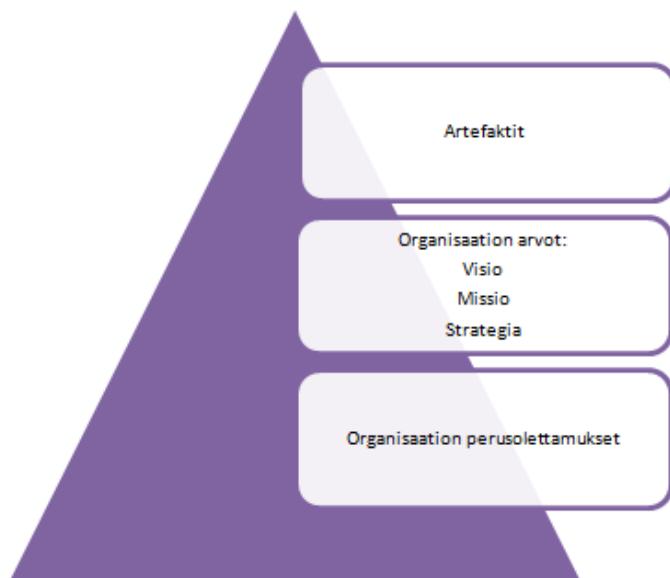 Artefaktit
Organisaation arvot:
Visio
Missio
Strategia
Organisaation perusolettamukset